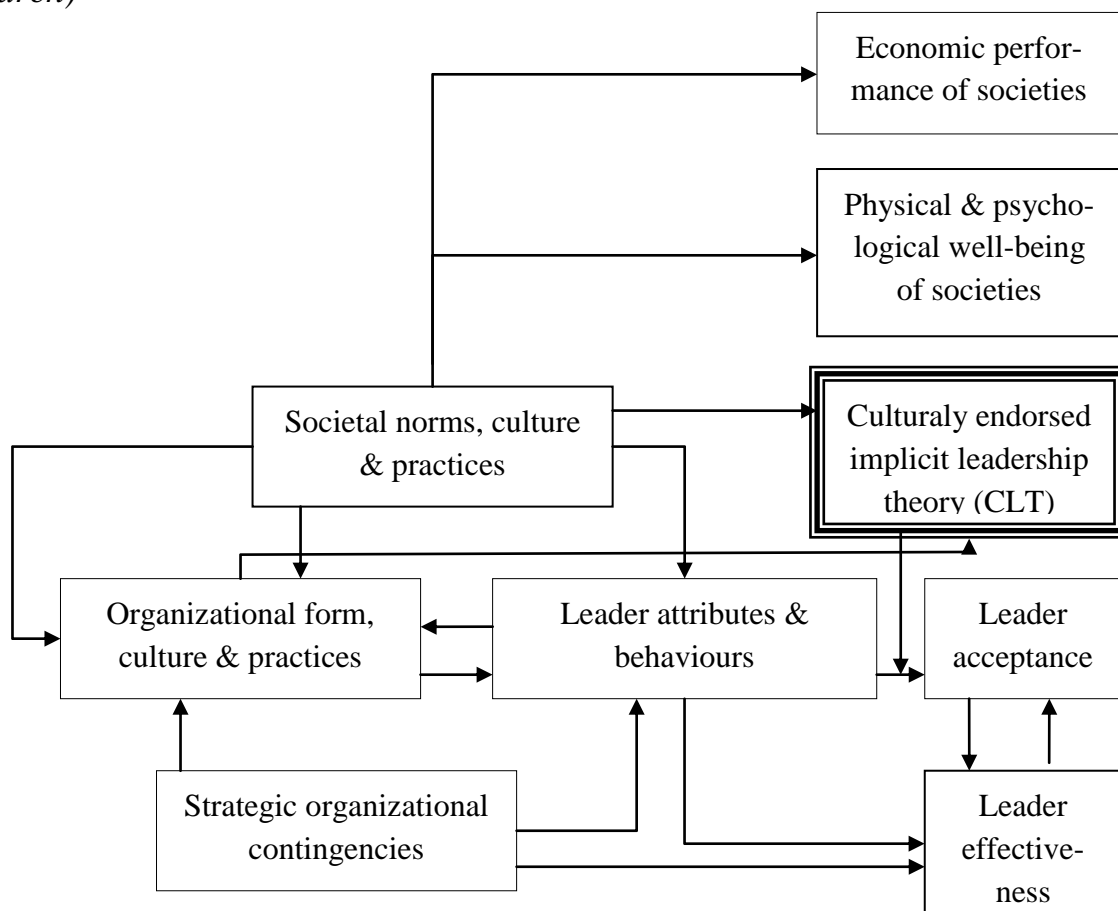 Economic perfor-
mance of societies
Physical & psycho-
logical well-being
of societies
Societal norms, culture
& practices
Culturaly endorsed
implicit leadership
theory (CLT)
Organizational form,
culture & practices
Leader attributes &
behaviours
Leader
acceptance
Strategic organizational
contingencies
Leader
effective-
ness